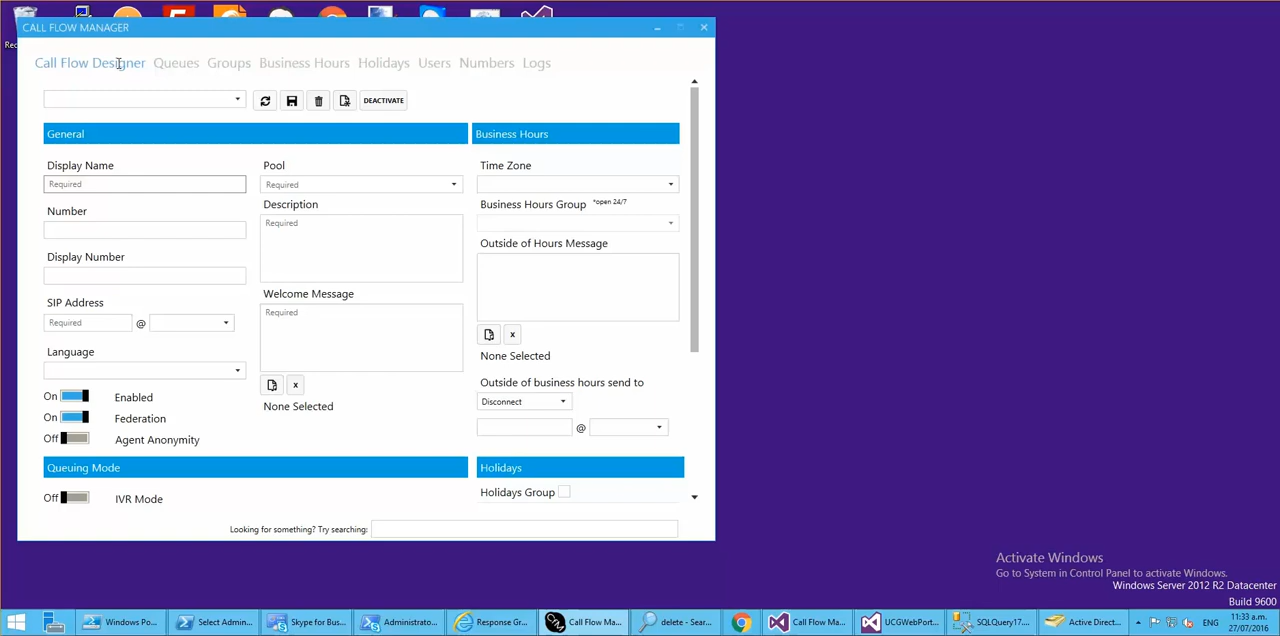 Rec
CALL FLOW MANAGER
Call Flow Designer Queues Groups Business Hours Holidays Users Numbers Logs
DEACTIVATE
General
Business Hours
Display Name
Pool
Time Zone
Required
Required
Number
Description
Business Hours Group *open 24/7
Required
Outside of Hours Message
Display Number
Welcome Message
SIP Address
Required
Required @
x
Language
None Selected
x
Outside of business hours send to
On Enabled
None Selected
Disconnect
On Federation
@
Off Agent Anonymity
Queuing Mode
Holidays
Holidays Group
Off IVR Mode
Looking for something? Try searching:
Activate Windows
Go to System in Control Panel to activate Windows.
Windows Server 2012 R2 Datacenter
Build 9600
Windows Po...
Select Admin...
Skype for Bus...
Administrato...
Response Gr...
Call Flow Ma...
delete - Sear...
Call Flow Ma...
UCGWebPort...
SQLQuery17....
Active Direct...
ENG
11:33 a.m.
27/07/2016